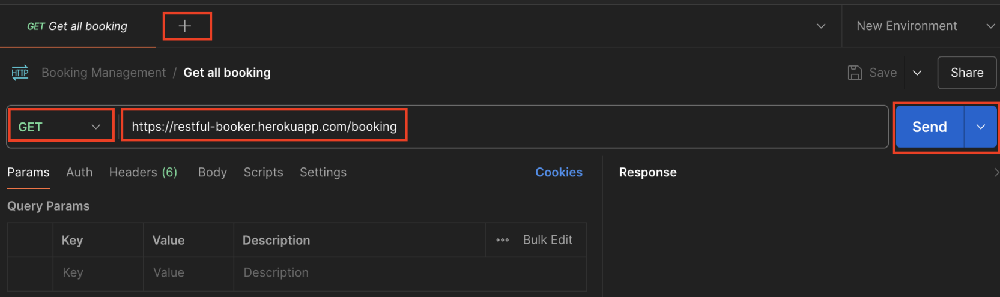 GET Get all booking
New Environment
HTTP Booking Management / Get all booking
Save
Share
GET
https://restful-booker.herokuapp.com/booking
Send
Params Auth Headers (6) Body Scripts Settings Cookies
Response
Query Params
Key Value Description Bulk Edit
Key Value Description